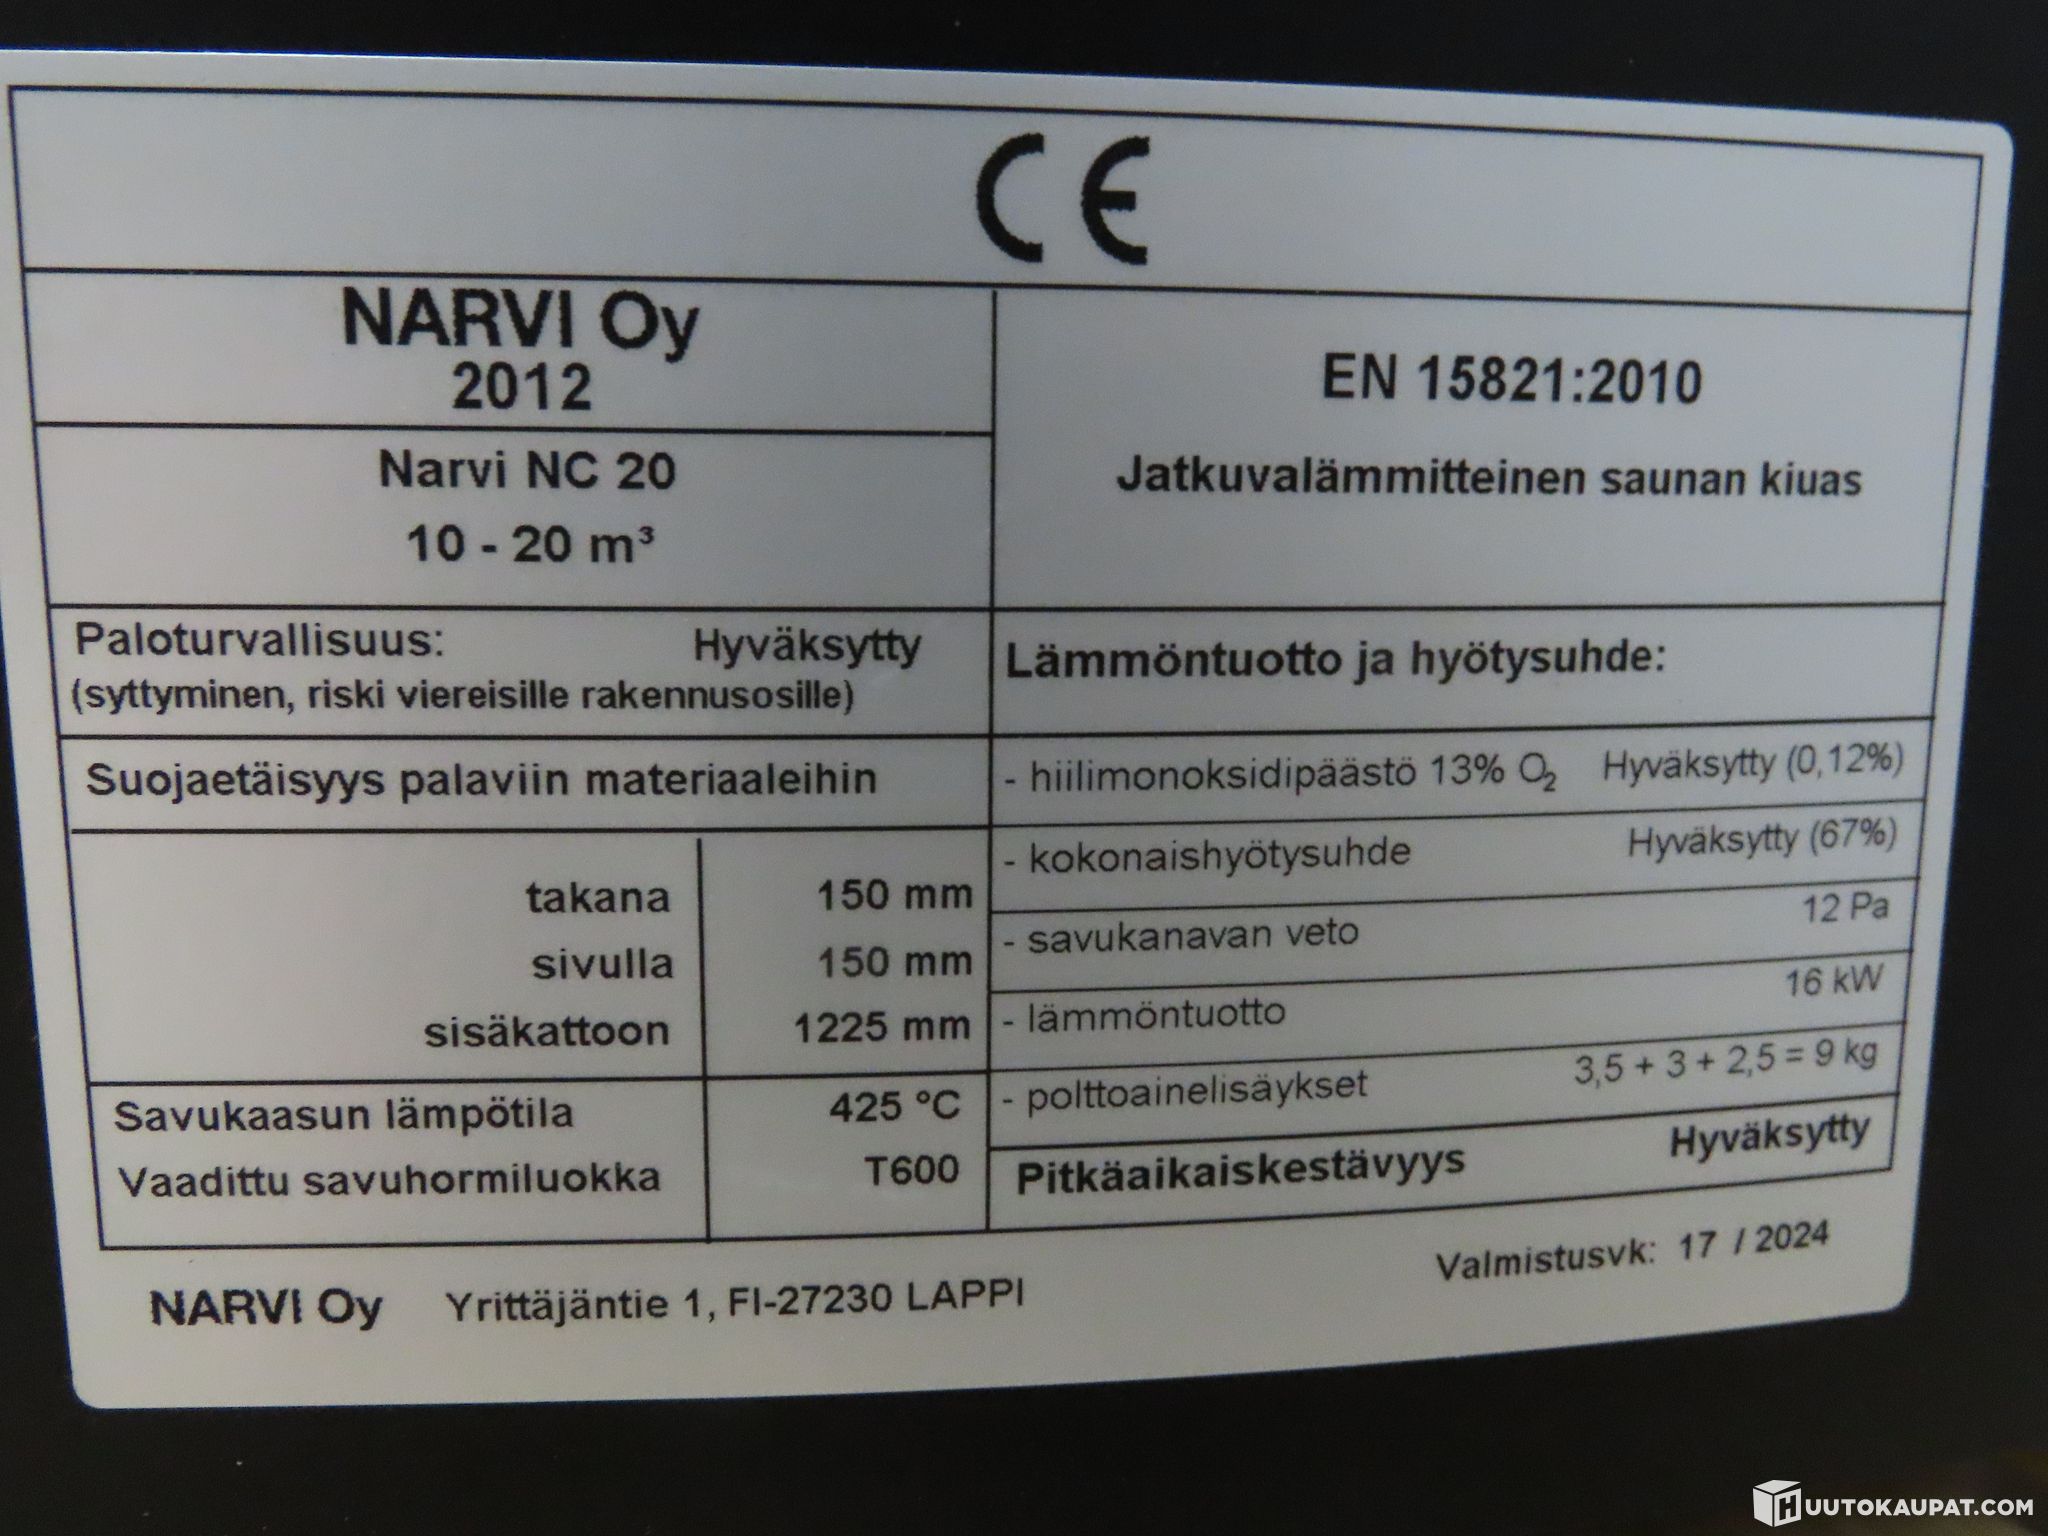 CE
NARVI Oy
2012
Narvi NC 20
10 - 20 m³
EN 15821:2010
Jatkuvalämmitteinen saunan kiuas
Paloturvallisuus: Hyväksytty
(syttyminen, riski viereisille rakennusosille)
Suojaetäisyys palaviin materiaaleihin
takana 150 mm
sivulla 150 mm
sisäkattoon 1225 mm
Savukaasun lämpötila 425 °C
Vaadittu savuhormiluokka T600
Lämmöntuotto ja hyötysuhde:
- hiilimonoksidipäästö 13% O₂ Hyväksytty (0,12%)
- kokonaishyötysuhde Hyväksytty (67%)
- savukanavan veto 12 Pa
- lämmöntuotto 16 kW
- polttoainelisäykset 3,5 + 3 + 2,5 = 9 kg
Pitkäaikaiskestävyys Hyväksytty
NARVI Oy Yrittäjäntie 1, FI-27230 LAPPI
Valmistusvk: 17 / 2024
HUUTOKAUPAT.COM